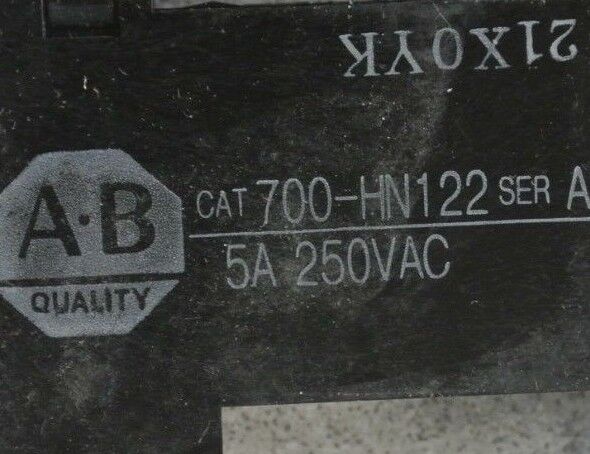 21X0YK
A·B
QUALITY
CAT 700-HN122 SER A
5A 250VAC